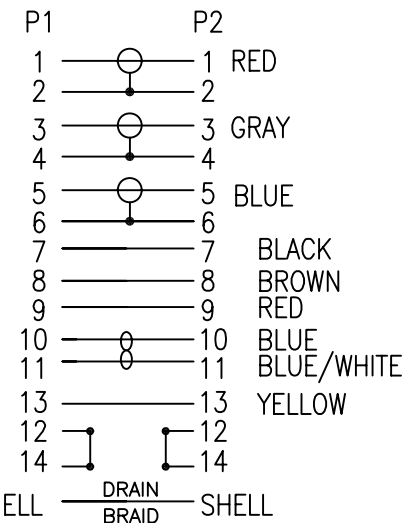 P1 P2
1 1 RED
2 2
3 3 GRAY
4 4
5 5 BLUE
6 6
7 7 BLACK
8 8 BROWN
9 9 RED
10 10 BLUE
11 11 BLUE/WHITE
13 13 YELLOW
12 12
14 14
ELL DRAIN SHELL
BRAID